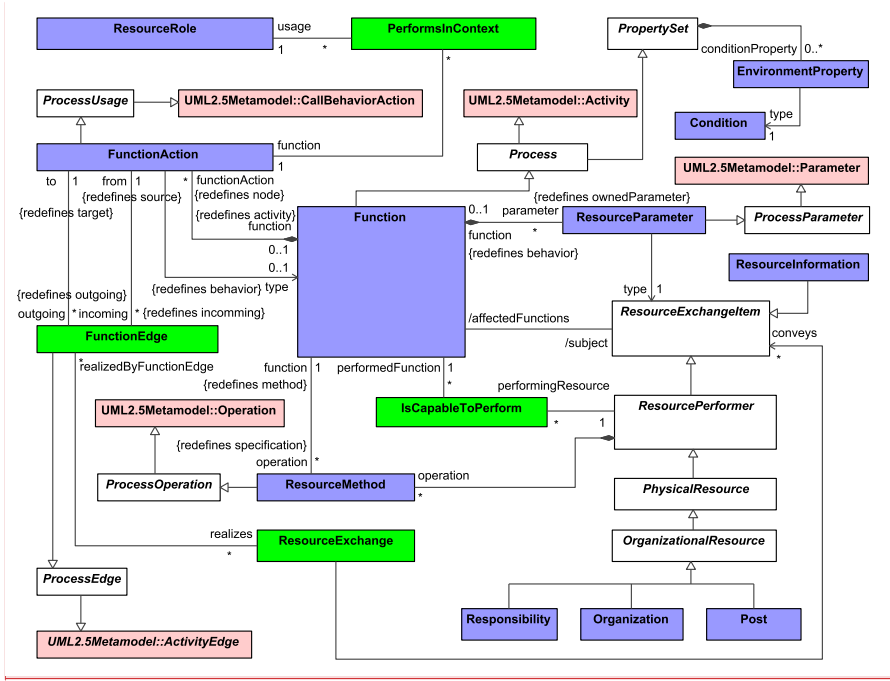 ResourceRole
usage
1
*
PerformsInContext
*
PropertySet
conditionProperty
0..*
EnvironmentProperty
ProcessUsage
UML2.5Metamodel::CallBehaviorAction
UML2.5Metamodel::Activity
Condition
type
1
FunctionAction
function
1
Process
UML2.5Metamodel::Parameter
to
1
from
1
{redefines source}
*
functionAction
{redefines node}
{redefines target}
{redefines activity}
function
0..1
Function
0..1
parameter
{redefines ownedParameter}
*
function
{redefines behavior}
ResourceParameter
ProcessParameter
0..1
{redefines behavior}
type
ResourceInformation
type
1
{redefines outgoing}
outgoing
*
incoming
*
{redefines incomming}
/affectedFunctions
/subject
ResourceExchangeItem
conveys
*
FunctionEdge
*
realizedByFunctionEdge
function
1
{redefines method}
performedFunction
1
*
performingResource
IsCapableToPerform
*
1
ResourcePerformer
UML2.5Metamodel::Operation
{redefines specification}
operation
*
ProcessOperation
ResourceMethod
operation
*
PhysicalResource
realizes
*
ResourceExchange
OrganizationalResource
ProcessEdge
Responsibility
Organization
Post
UML2.5Metamodel::ActivityEdge